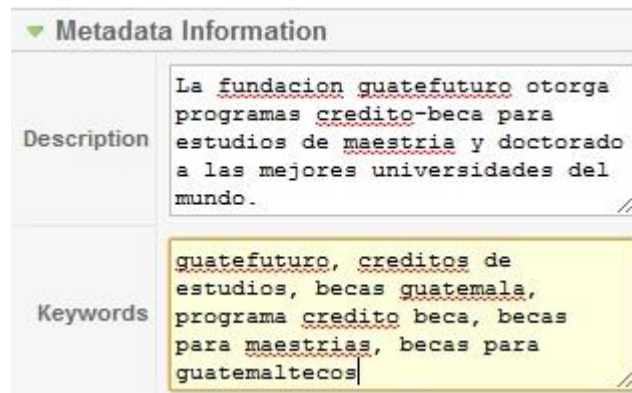 Metadata Information
Description
La fundacion guatefuturo otorga
programas credito-beca para
estudios de maestria y doctorado
a las mejores universidades del
mundo.
Keywords
guatefuturo, creditos de
estudios, becas guatemala,
programa credito beca, becas
para maestrias, becas para
guatemaltecos